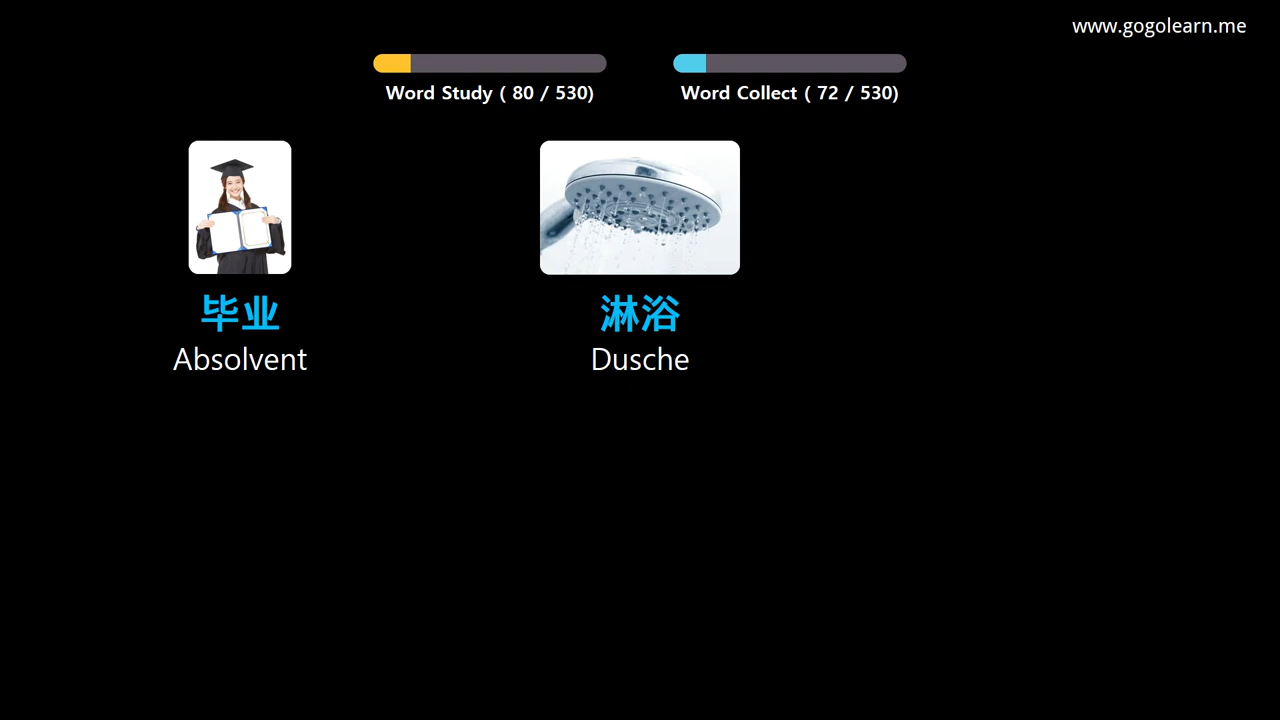 www.gogolearn.me
Word Study ( 80 / 530)
Word Collect ( 72 / 530)
毕业
Absolvent
淋浴
Dusche